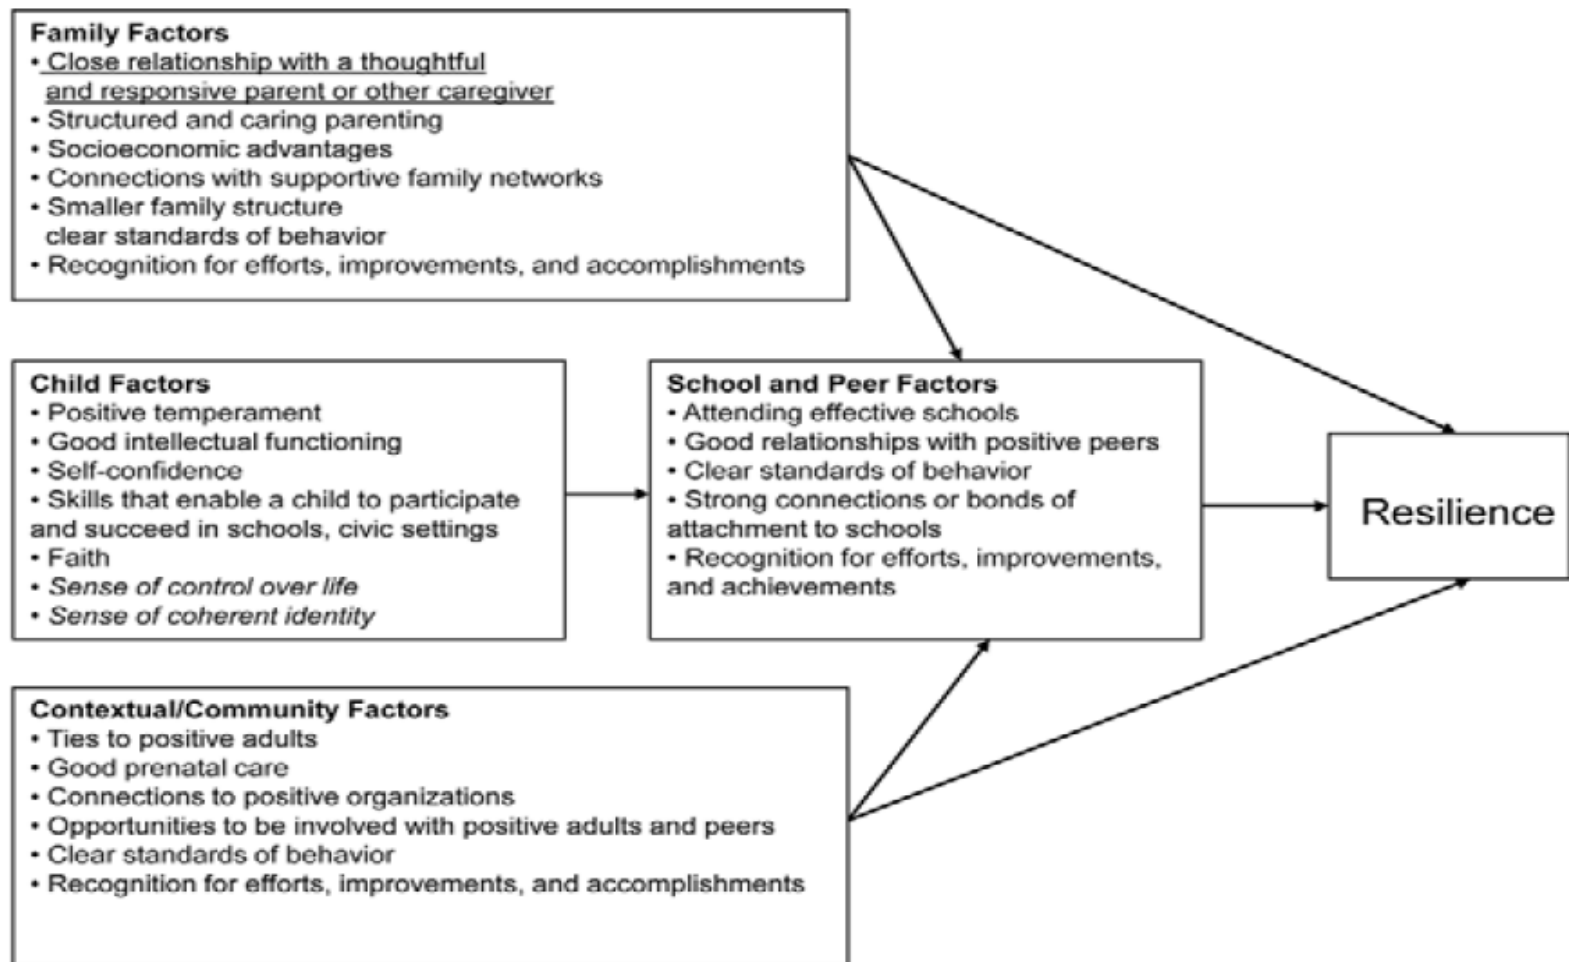 Family Factors
• Close relationship with a thoughtful
and responsive parent or other caregiver
• Structured and caring parenting
• Socioeconomic advantages
• Connections with supportive family networks
• Smaller family structure
clear standards of behavior
• Recognition for efforts, improvements, and accomplishments
Child Factors
• Positive temperament
• Good intellectual functioning
• Self-confidence
• Skills that enable a child to participate
and succeed in schools, civic settings
• Faith
• Sense of control over life
• Sense of coherent identity
School and Peer Factors
• Attending effective schools
• Good relationships with positive peers
• Clear standards of behavior
• Strong connections or bonds of
attachment to schools
• Recognition for efforts, improvements,
and achievements
Resilience
Contextual/Community Factors
• Ties to positive adults
• Good prenatal care
• Connections to positive organizations
• Opportunities to be involved with positive adults and peers
• Clear standards of behavior
• Recognition for efforts, improvements, and accomplishments